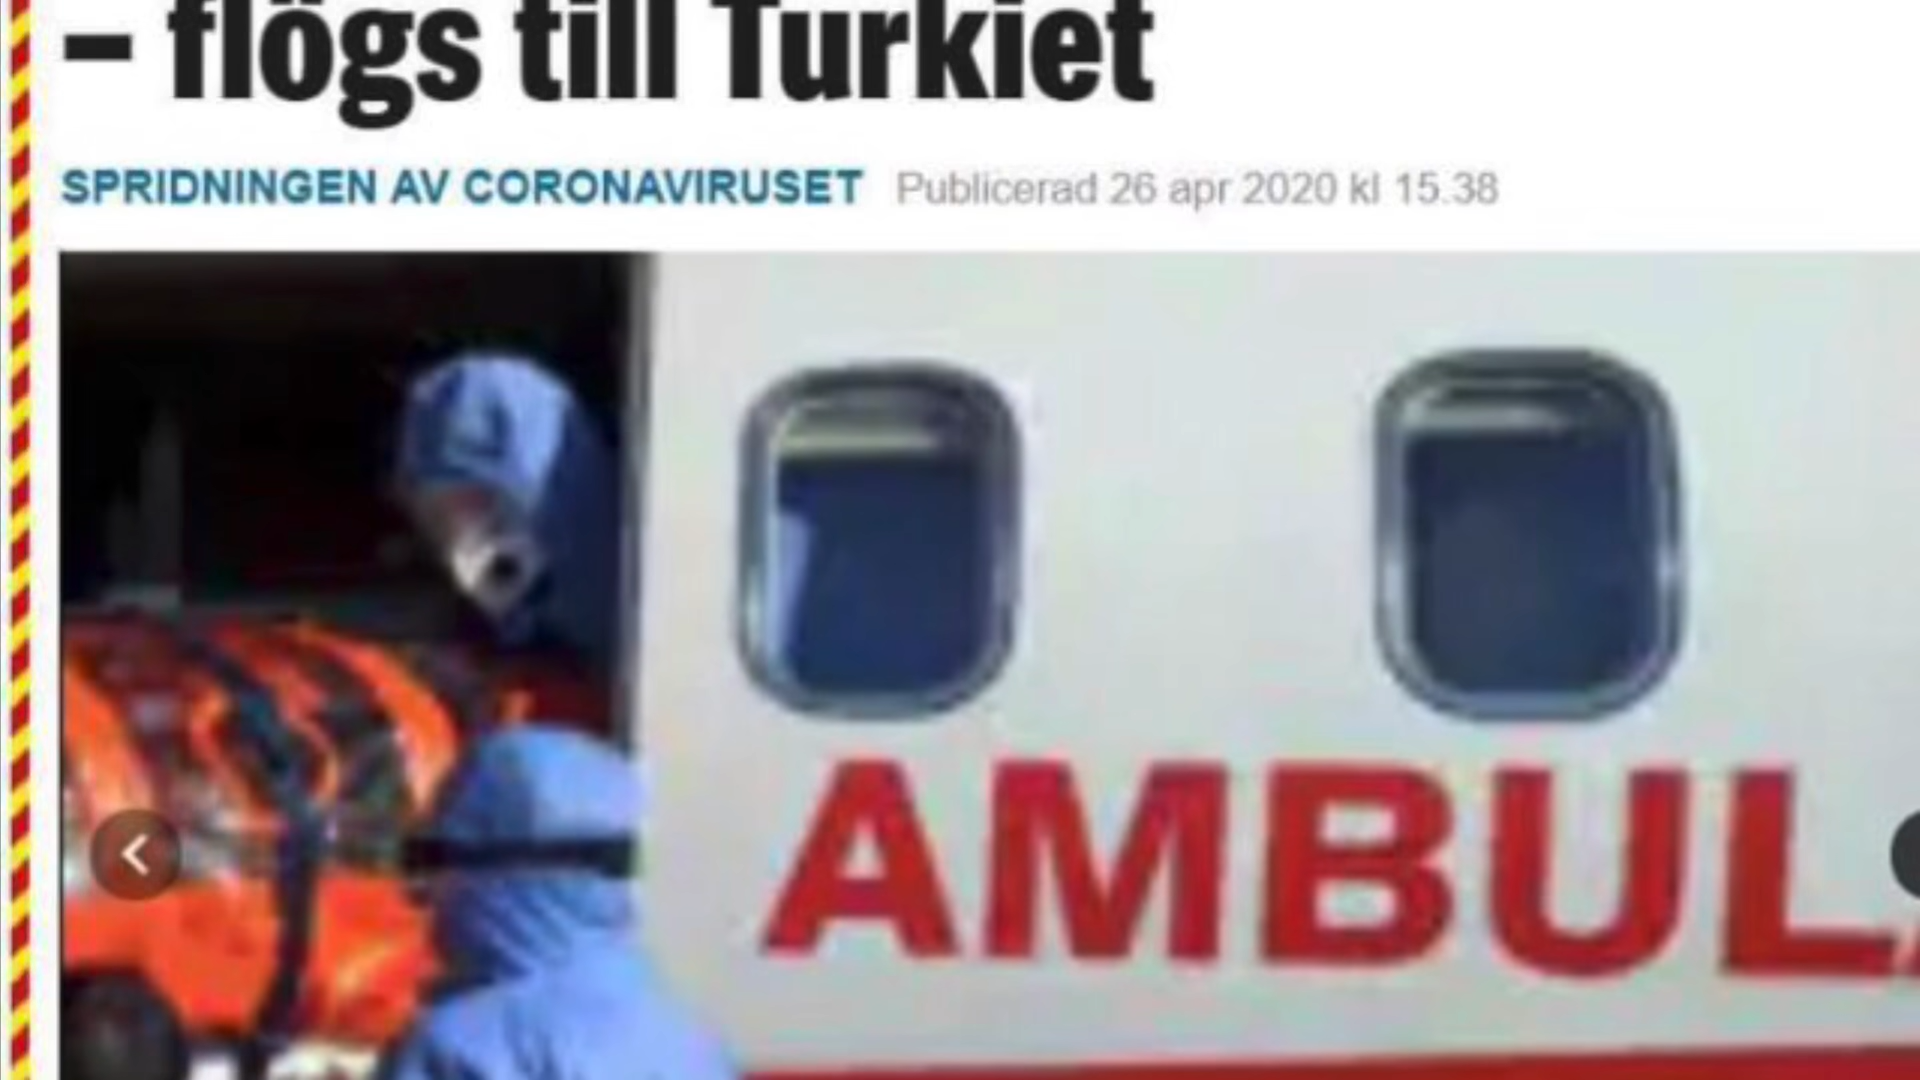 – flögs till Turkiet
SPRIDNINGEN AV CORONAVIRUSET Publicerad 26 apr 2020 kl 15.38
AMBUL